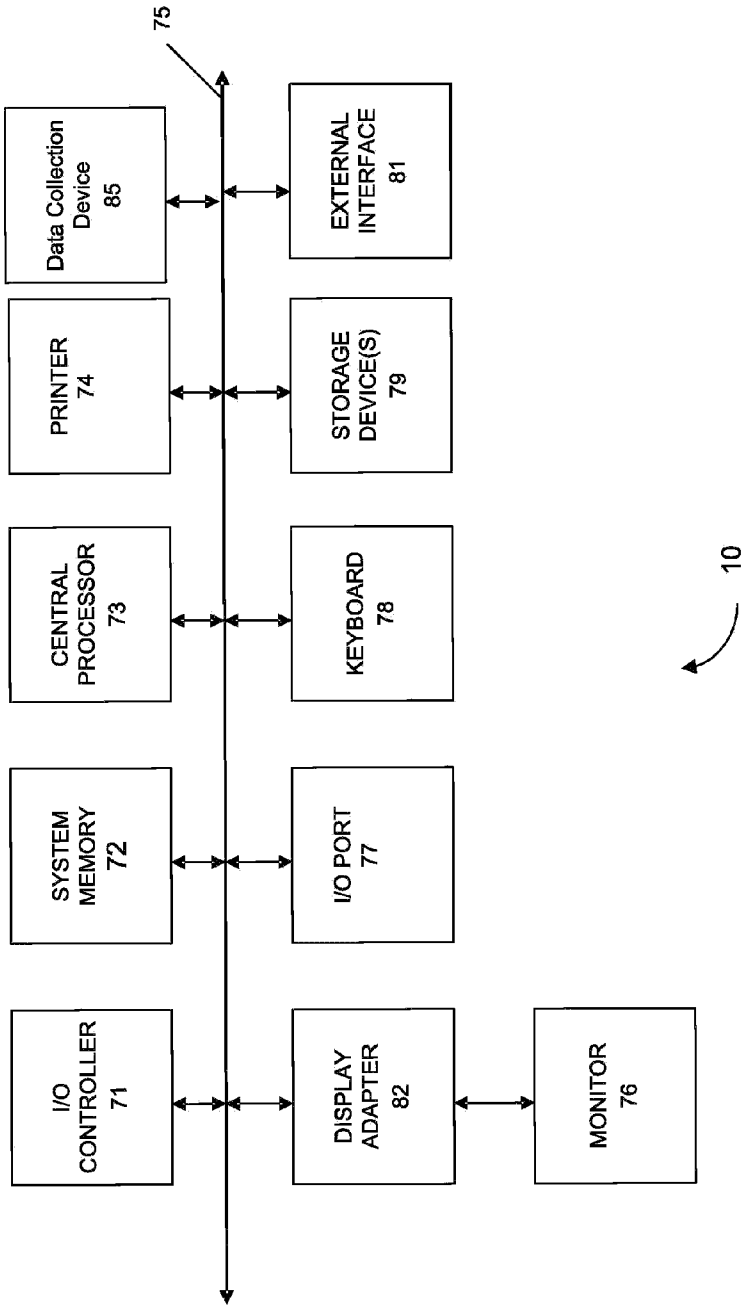 75
I/O
CONTROLLER
71
SYSTEM
MEMORY
72
CENTRAL
PROCESSOR
73
PRINTER
74
Data Collection
Device
85
DISPLAY
ADAPTER
82
I/O PORT
77
KEYBOARD
78
STORAGE
DEVICE(S)
79
EXTERNAL
INTERFACE
81
MONITOR
76
10